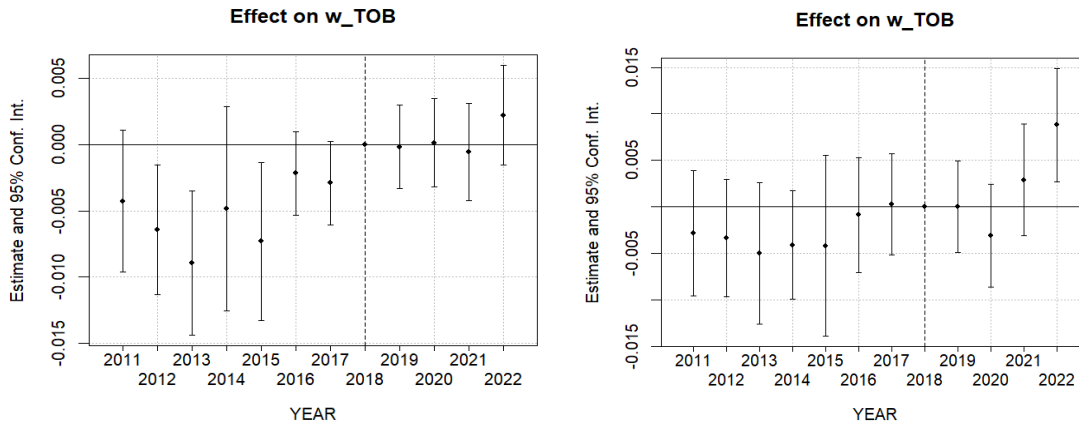 Effect on w_TOB
Estimate and 95% Conf. Int.
0.005
0.000
-0.005
-0.010
-0.015
2011 2013 2014 2015 2016 2017 2018 2019 2021
2012 2014 2016 2018 2020 2022
YEAR
Effect on w_TOB
Estimate and 95% Conf. Int.
0.015
0.005
-0.005
-0.015
2011 2013 2015 2017 2019 2021
2012 2014 2016 2018 2020 2022
YEAR